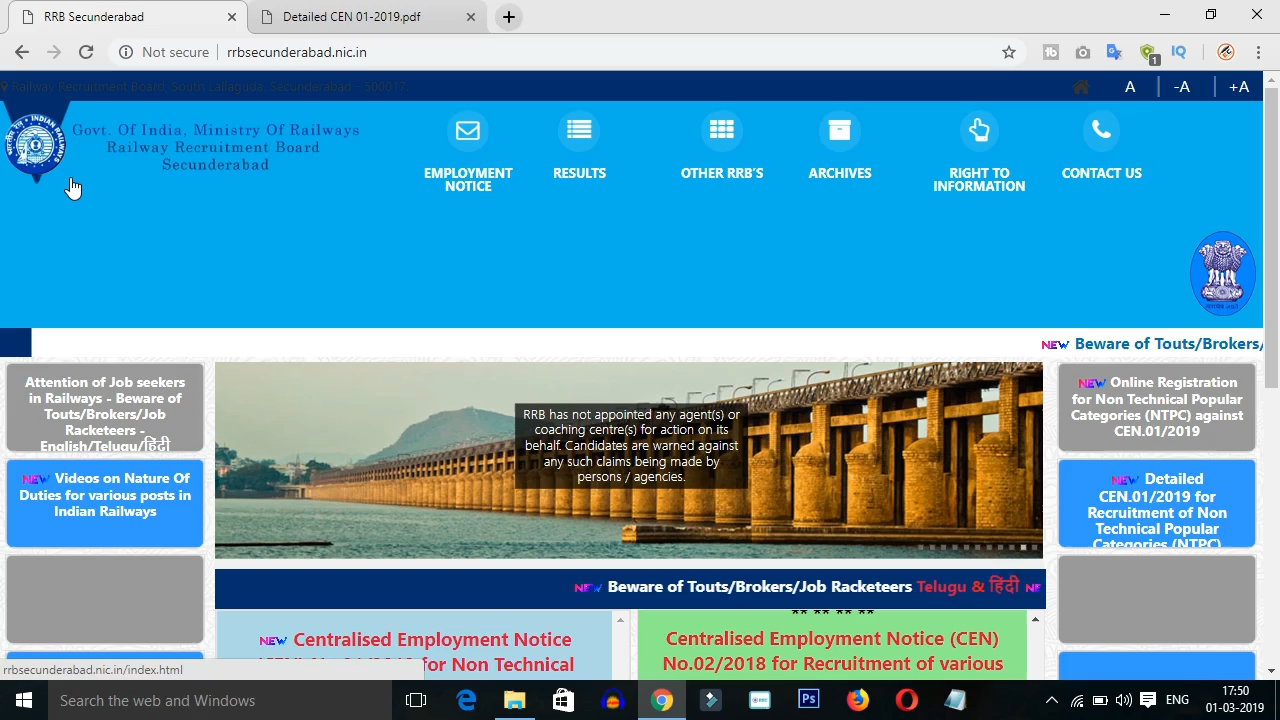 RRB Secunderabad
Detailed CEN 01-2019.pdf
Not secure
rrbsecunderabad.nic.in
1
Railway Recruitment Board, South Lallaguda, Secunderabad - 500017.
A
-A
+A
INDIAN RAILWAYS
Govt. Of India, Ministry Of Railways
Railway Recruitment Board
Secunderabad
EMPLOYMENT
NOTICE
RESULTS
OTHER RRB'S
ARCHIVES
RIGHT TO
INFORMATION
CONTACT US
NEW Beware of Touts/Brokers/
Attention of Job seekers
in Railways - Beware of
Touts/Brokers/Job
Racketeers -
English/Telugu/हिंदी
NEW Videos on Nature Of
Duties for various posts in
Indian Railways
RRB has not appointed any agent(s) or
coaching centre(s) for action on its
behalf. Candidates are warned against
any such claims being made by
persons / agencies.
NEW Online Registration
for Non Technical Popular
Categories (NTPC) against
CEN.01/2019
NEW Detailed
CEN.01/2019 for
Recruitment of Non
Technical Popular
Categories (NTPC)
NEW Beware of Touts/Brokers/Job Racketeers Telugu & हिंदी
NEW Centralised Employment Notice
for Non Technical
** ** ** **
Centralised Employment Notice (CEN)
No.02/2018 for Recruitment of various
rrbsecunderabad.nic.in/index.html
Search the web and Windows
Ps
ENG
17:50
01-03-2019